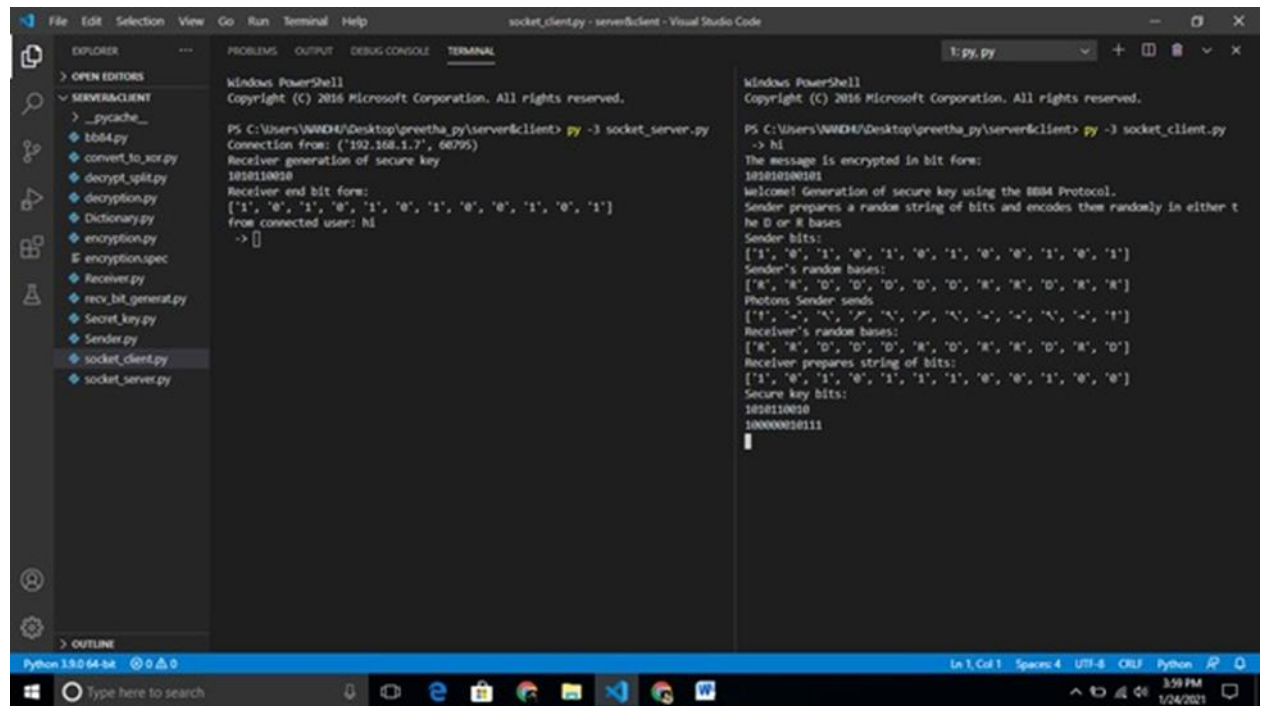 File Edit Selection View Go Run Terminal Help socket_client.py - server&client - Visual Studio Code
EXPLORER ...
> OPEN EDITORS
SERVER&CLIENT
> __pycache__
bb84.py
convert_to_xor.py
decrypt_split.py
decryption.py
Dictionary.py
encryption.py
encryption.spec
Receiver.py
recv_bit_generat.py
Secret_key.py
Sender.py
socket_client.py
socket_server.py
> OUTLINE
PROBLEMS OUTPUT DEBUG CONSOLE TERMINAL 1: py, py
Windows PowerShell
Copyright (C) 2016 Microsoft Corporation. All rights reserved.
PS C:\Users\NANDHU\Desktop\preetha_py\server&client> py -3 socket_server.py
Connection from: ('192.168.1.7', 60795)
Receiver generation of secure key
1010110010
Receiver end bit form:
['1', '0', '1', '0', '1', '0', '1', '0', '0', '1', '0', '1']
from connected user: hi
->
Windows PowerShell
Copyright (C) 2016 Microsoft Corporation. All rights reserved.
PS C:\Users\NANDHU\Desktop\preetha_py\server&client> py -3 socket_client.py
-> hi
The message is encrypted in bit form:
101010100101
Welcome! Generation of secure key using the BB84 Protocol.
Sender prepares a random string of bits and encodes them randomly in either t
he D or R bases
Sender bits:
['1', '0', '1', '0', '1', '0', '1', '0', '0', '1', '0', '1']
Sender's random bases:
['R', 'R', 'D', 'D', 'D', 'D', 'D', 'R', 'R', 'D', 'R', 'R']
Photons Sender sends
['↑', '→', '↖', '↗', '↖', '↗', '↖', '→', '→', '↖', '→', '↑']
Receiver's random bases:
['R', 'R', 'D', 'D', 'D', 'R', 'D', 'R', 'R', 'D', 'R', 'D']
Receiver prepares string of bits:
['1', '0', '1', '0', '1', '1', '1', '0', '0', '1', '0', '0']
Secure key bits:
1010110010
100000010111
Python 3.9.0 64-bit 0 0 Ln 1, Col 1 Spaces: 4 UTF-8 CRLF Python
Type here to search 3:59 PM
1/24/2021